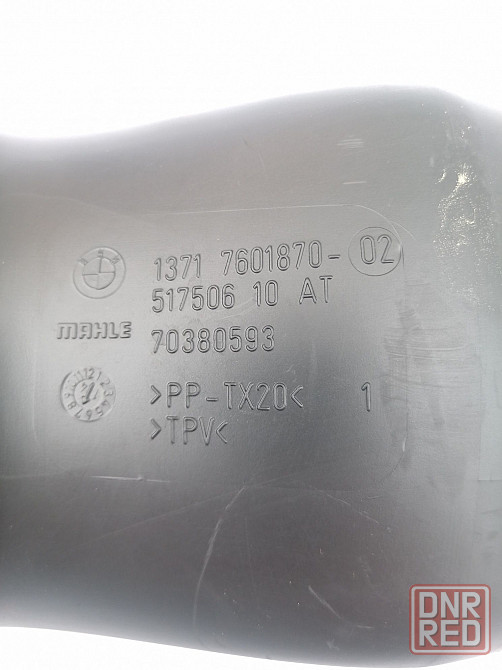 1371 7601870-02
517506 10 AT
MAHLE 70380593
>PP-TX20< 1
>TPV<
DNR
RED